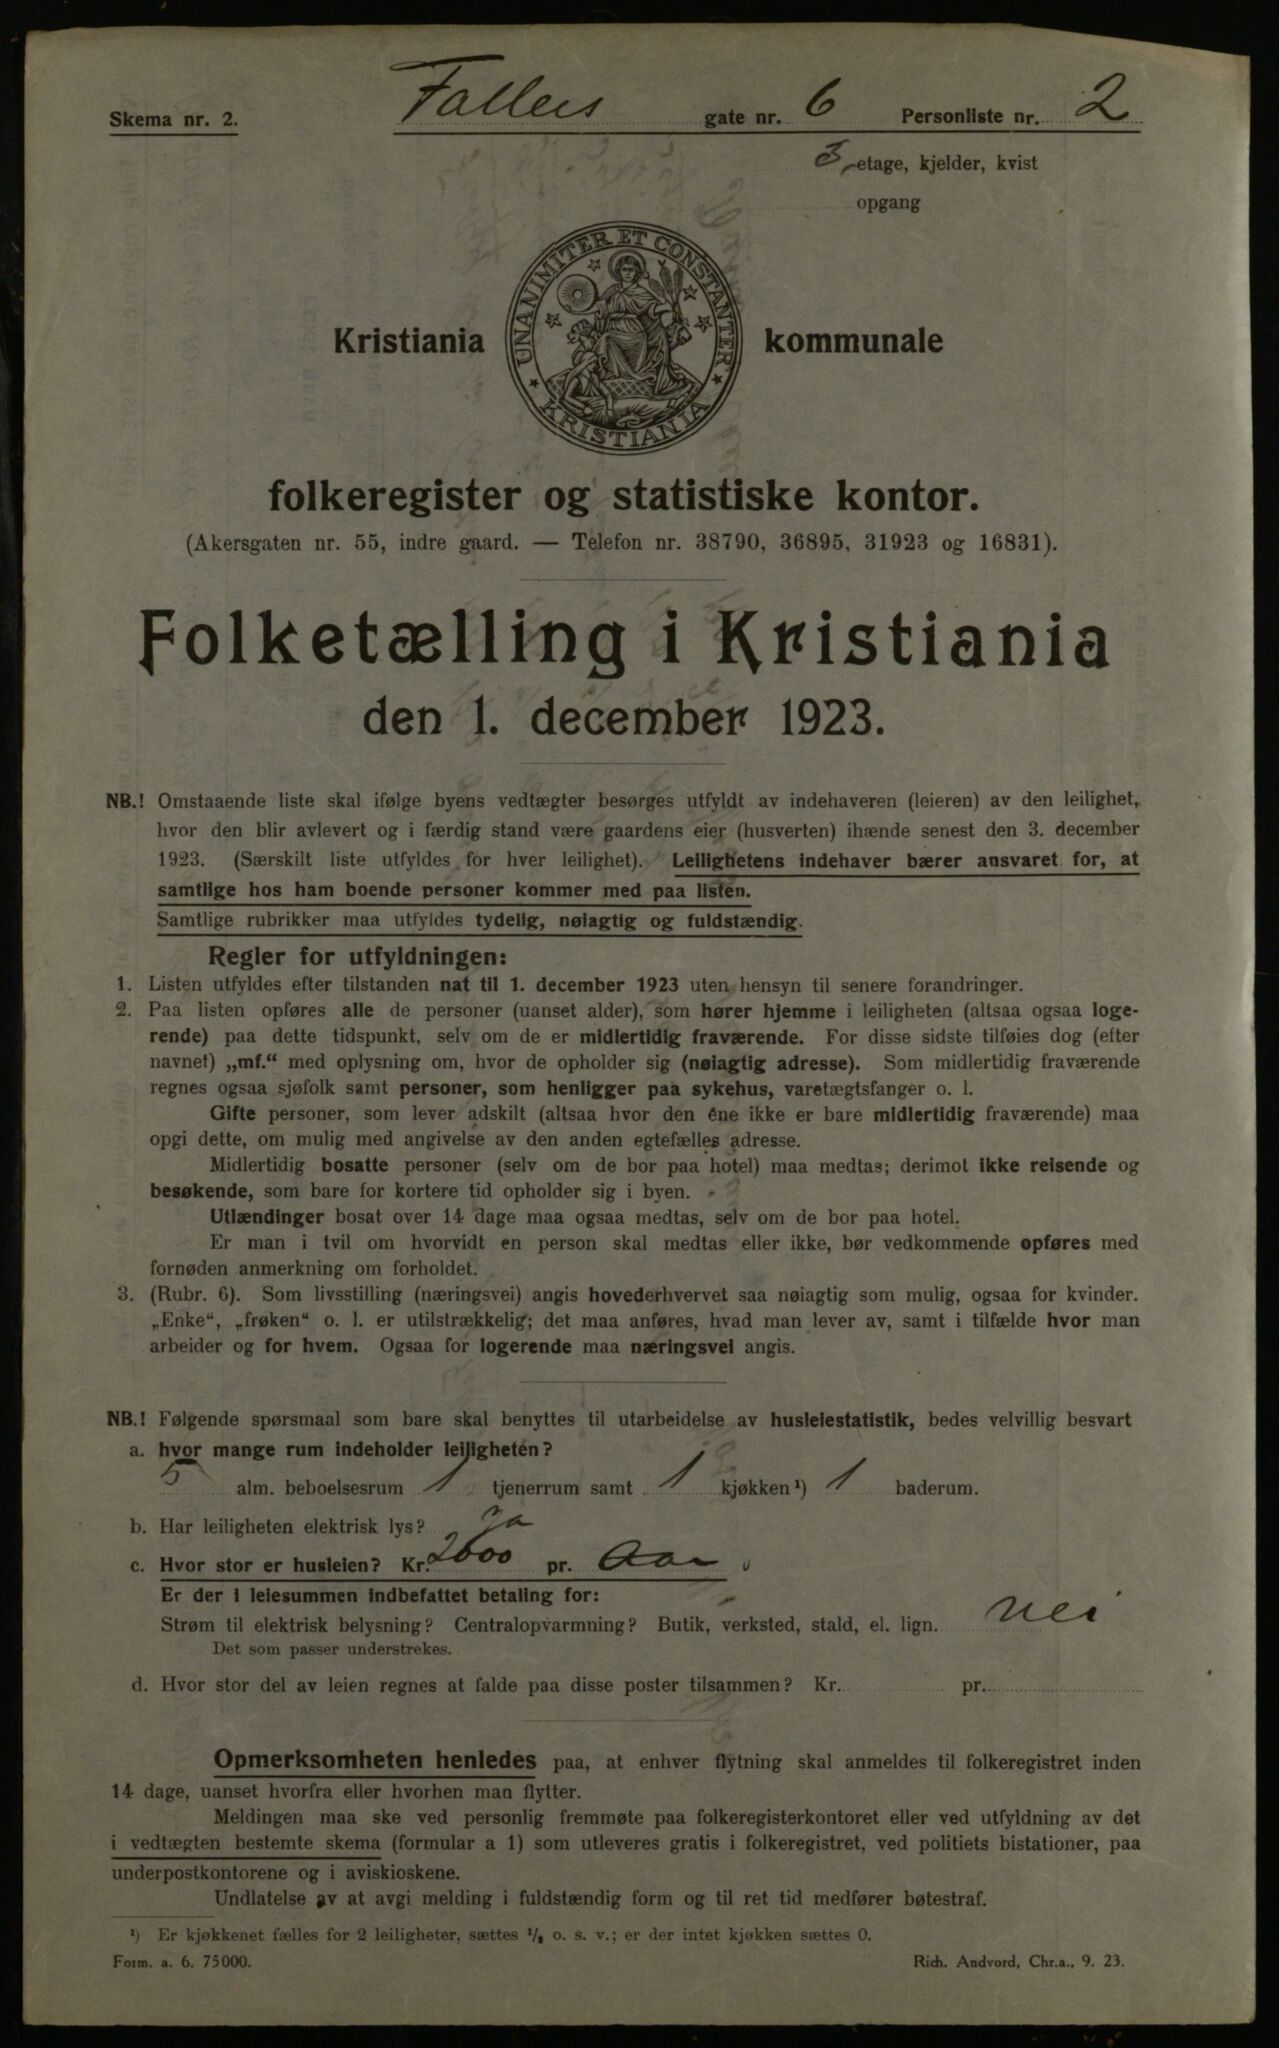 Skema nr. 2.
Fallens gate nr. 6 Personliste nr. 2
3. etage, kjelder, kvist
opgang
UNANIMITER ET CONSTANTER
KRISTIANIA
Kristiania kommunale
folkeregister og statistiske kontor.
(Akersgaten nr. 55, indre gaard. — Telefon nr. 38790, 36895, 31923 og 16831).
Folketælling i Kristiania
den 1. december 1923.
NB.! Omstaaende liste skal ifølge byens vedtægter besørges utfyldt av indehaveren (leieren) av den leilighet,
hvor den blir avlevert og i færdig stand være gaardens eier (husverten) ihænde senest den 3. december
1923. (Særskilt liste utfyldes for hver leilighet). Leilighetens indehaver bærer ansvaret for, at
samtlige hos ham boende personer kommer med paa listen.
Samtlige rubrikker maa utfyldes tydelig, nøiagtig og fuldstændig.
Regler for utfyldningen:
1. Listen utfyldes efter tilstanden nat til 1. december 1923 uten hensyn til senere forandringer.
2. Paa listen opføres alle de personer (uanset alder), som hører hjemme i leiligheten (altsaa ogsaa loge-
rende) paa dette tidspunkt, selv om de er midlertidig fraværende. For disse sidste tilføies dog (efter
navnet) „mf.“ med oplysning om, hvor de opholder sig (nøiagtig adresse). Som midlertidig fraværende
regnes ogsaa sjøfolk samt personer, som henligger paa sykehus, varetægtsfanger o. l.
Gifte personer, som lever adskilt (altsaa hvor den ene ikke er bare midlertidig fraværende) maa
opgi dette, om mulig med angivelse av den anden egtefælles adresse.
Midlertidig bosatte personer (selv om de bor paa hotel) maa medtas; derimot ikke reisende og
besøkende, som bare for kortere tid opholder sig i byen.
Utlændinger bosat over 14 dage maa ogsaa medtas, selv om de bor paa hotel.
Er man i tvil om hvorvidt en person skal medtas eller ikke, bør vedkommende opføres med
fornøden anmerkning om forholdet.
3. (Rubr. 6). Som livsstilling (næringsvei) angis hovederhvervet saa nøiagtig som mulig, ogsaa for kvinder.
„Enke“, „frøken“ o. l. er utilstrækkelig; det maa anføres, hvad man lever av, samt i tilfælde hvor man
arbeider og for hvem. Ogsaa for logerende maa næringsvei angis.
NB.! Følgende spørsmaal som bare skal benyttes til utarbeidelse av husleiestatistik, bedes velvillig besvart
a. hvor mange rum indeholder leiligheten?
5 alm. beboelsesrum 1 tjenerrum samt 1 kjøkken¹) 1 baderum.
b. Har leiligheten elektrisk lys? Ja
c. Hvor stor er husleien? Kr. 2000 pr. Aar
Er der i leiesummen indbefattet betaling for:
Strøm til elektrisk belysning? Centralopvarmning? Butik, verksted, stald, el. lign. Nei
Det som passer understrekes.
d. Hvor stor del av leien regnes at falde paa disse poster tilsammen? Kr. pr.
Opmerksomheten henledes paa, at enhver flytning skal anmeldes til folkeregistret inden
14 dage, uanset hvorfra eller hvorhen man flytter.
Meldingen maa ske ved personlig fremmøte paa folkeregisterkontoret eller ved utfyldning av det
i vedtægten bestemte skema (formular a 1) som utleveres gratis i folkeregistret, ved politiets bistationer, paa
underpostkontorene og i aviskioskene.
Undlatelse av at avgi melding i fuldstændig form og til ret tid medfører bøtestraf.
¹) Er kjøkkenet fælles for 2 leiligheter, sættes ½ o. s. v.; er der intet kjøkken sættes 0.
Form. a. 6. 75000. Rich. Andvord, Chr.a., 9. 23.